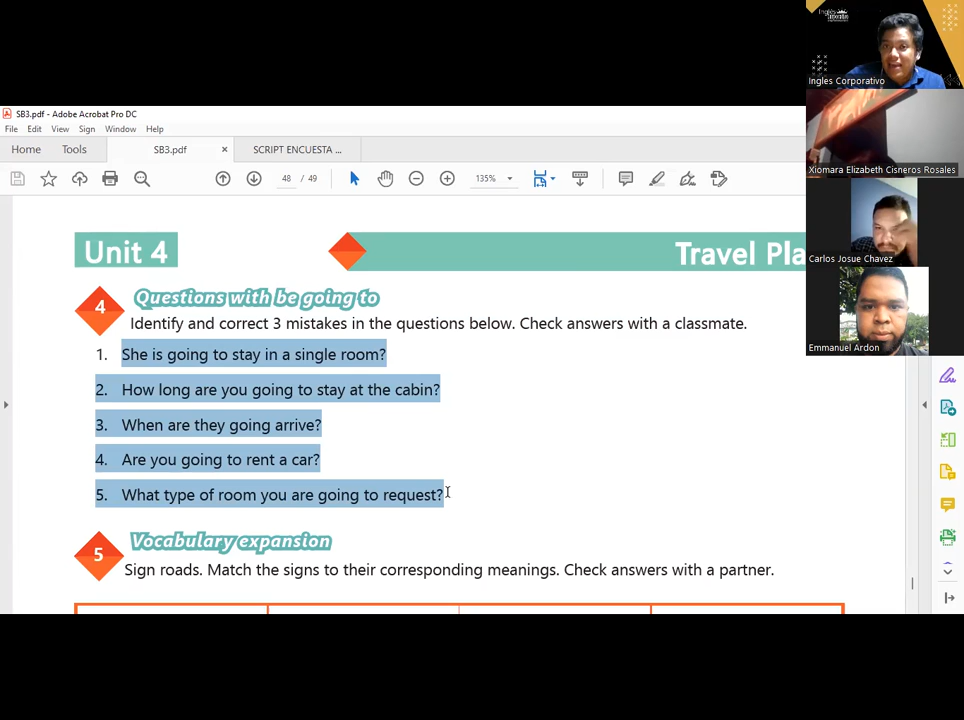 Inglés
Corporativo
Ingles Corporativo
SB3.pdf - Adobe Acrobat Pro DC
File Edit View Sign Window Help
Home Tools SB3.pdf × SCRIPT ENCUESTA ...
48 / 49 135%
Xiomara Elizabeth Cisneros Rosales
Carlos Josue Chavez
Emmanuel Ardon
Unit 4 Travel Pla
4 Questions with be going to
Identify and correct 3 mistakes in the questions below. Check answers with a classmate.
1. She is going to stay in a single room?
2. How long are you going to stay at the cabin?
3. When are they going arrive?
4. Are you going to rent a car?
5. What type of room you are going to request?
5 Vocabulary expansion
Sign roads. Match the signs to their corresponding meanings. Check answers with a partner.